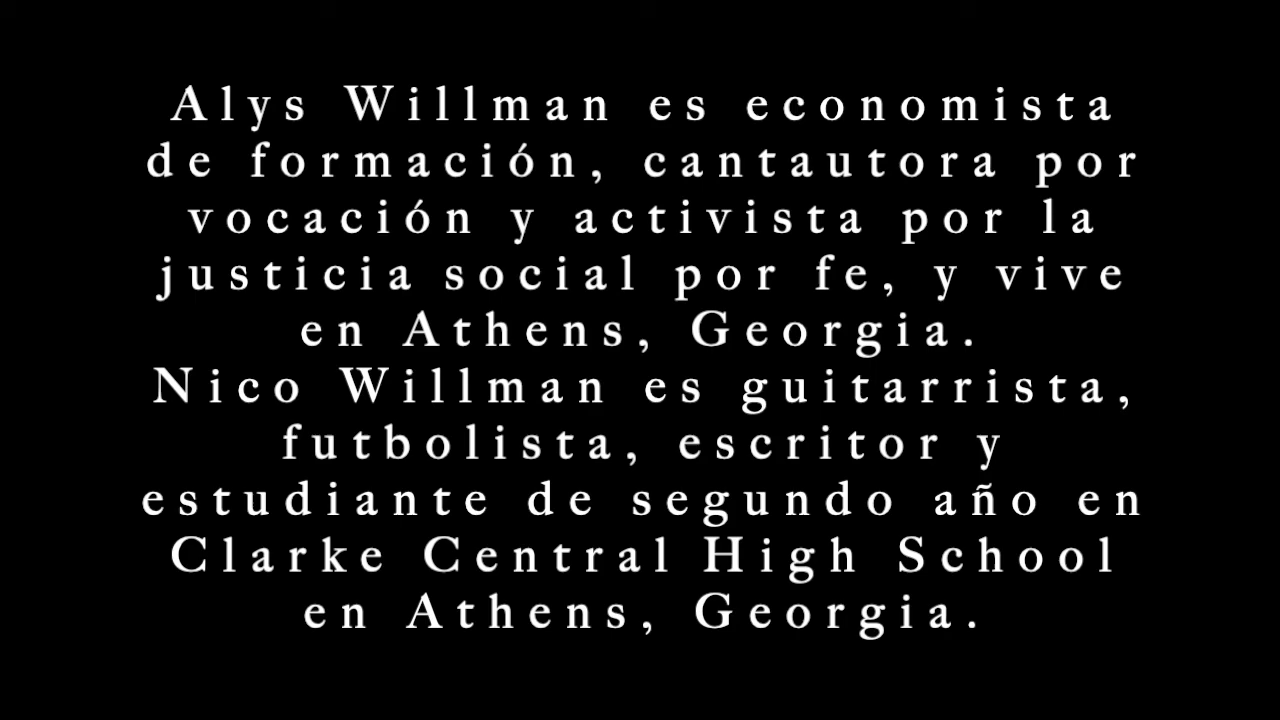 Alys Willman es economista
de formación, cantautora por
vocación y activista por la
justicia social por fe, y vive
en Athens, Georgia.
Nico Willman es guitarrista,
futbolista, escritor y
estudiante de segundo año en
Clarke Central High School
en Athens, Georgia.